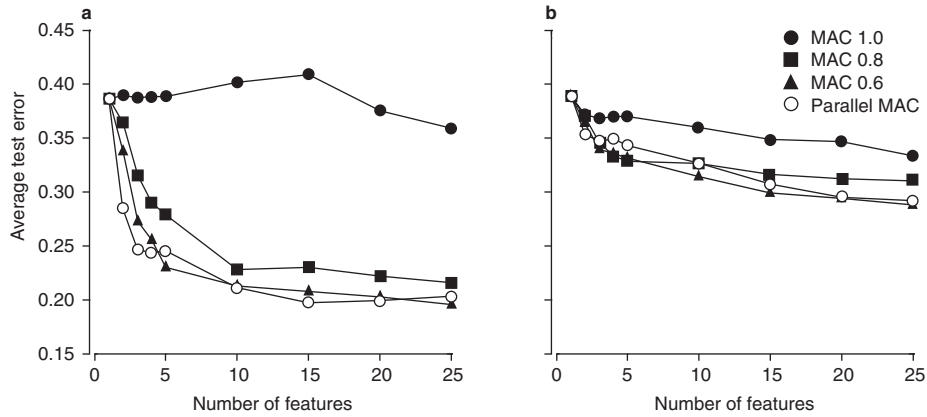 a
b
0.45
0.40
0.35
0.30
0.25
0.20
0.15
Average test error
0 5 10 15 20 25
Number of features
MAC 1.0
MAC 0.8
MAC 0.6
Parallel MAC
0 5 10 15 20 25
Number of features